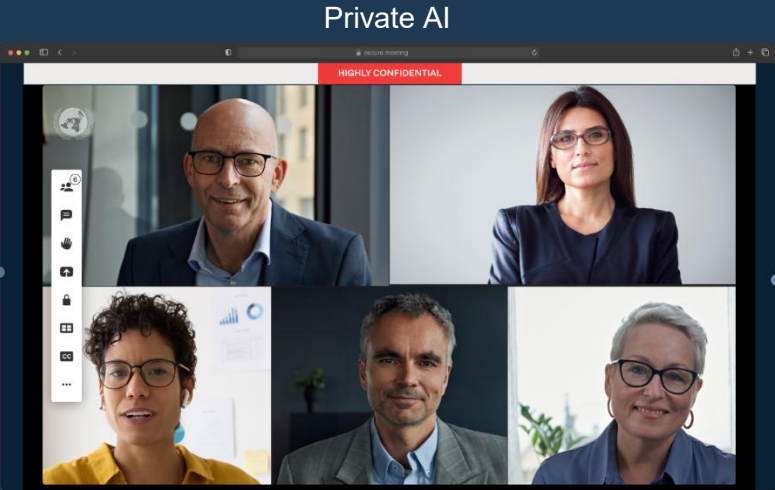 Private AI
secure.meeting
HIGHLY CONFIDENTIAL
6
CC